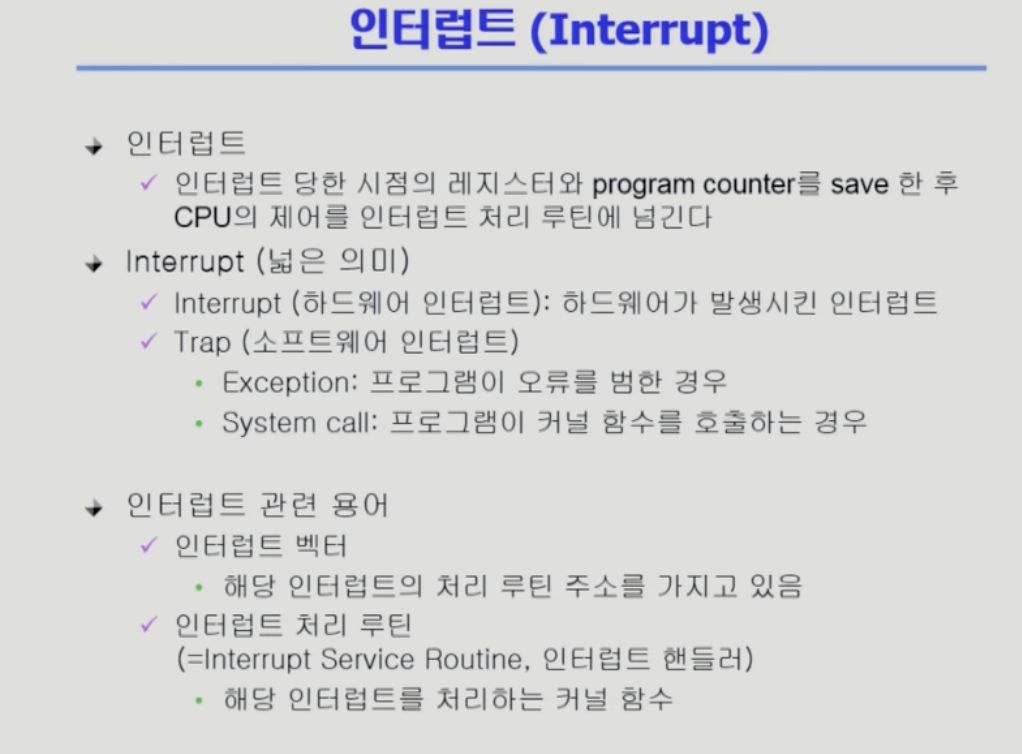 인터럽트 (Interrupt)
인터럽트
인터럽트 당한 시점의 레지스터와 program counter를 save 한 후
CPU의 제어를 인터럽트 처리 루틴에 넘긴다
Interrupt (넓은 의미)
Interrupt (하드웨어 인터럽트): 하드웨어가 발생시킨 인터럽트
Trap (소프트웨어 인터럽트)
Exception: 프로그램이 오류를 범한 경우
System call: 프로그램이 커널 함수를 호출하는 경우
인터럽트 관련 용어
인터럽트 벡터
해당 인터럽트의 처리 루틴 주소를 가지고 있음
인터럽트 처리 루틴
(=Interrupt Service Routine, 인터럽트 핸들러)
해당 인터럽트를 처리하는 커널 함수